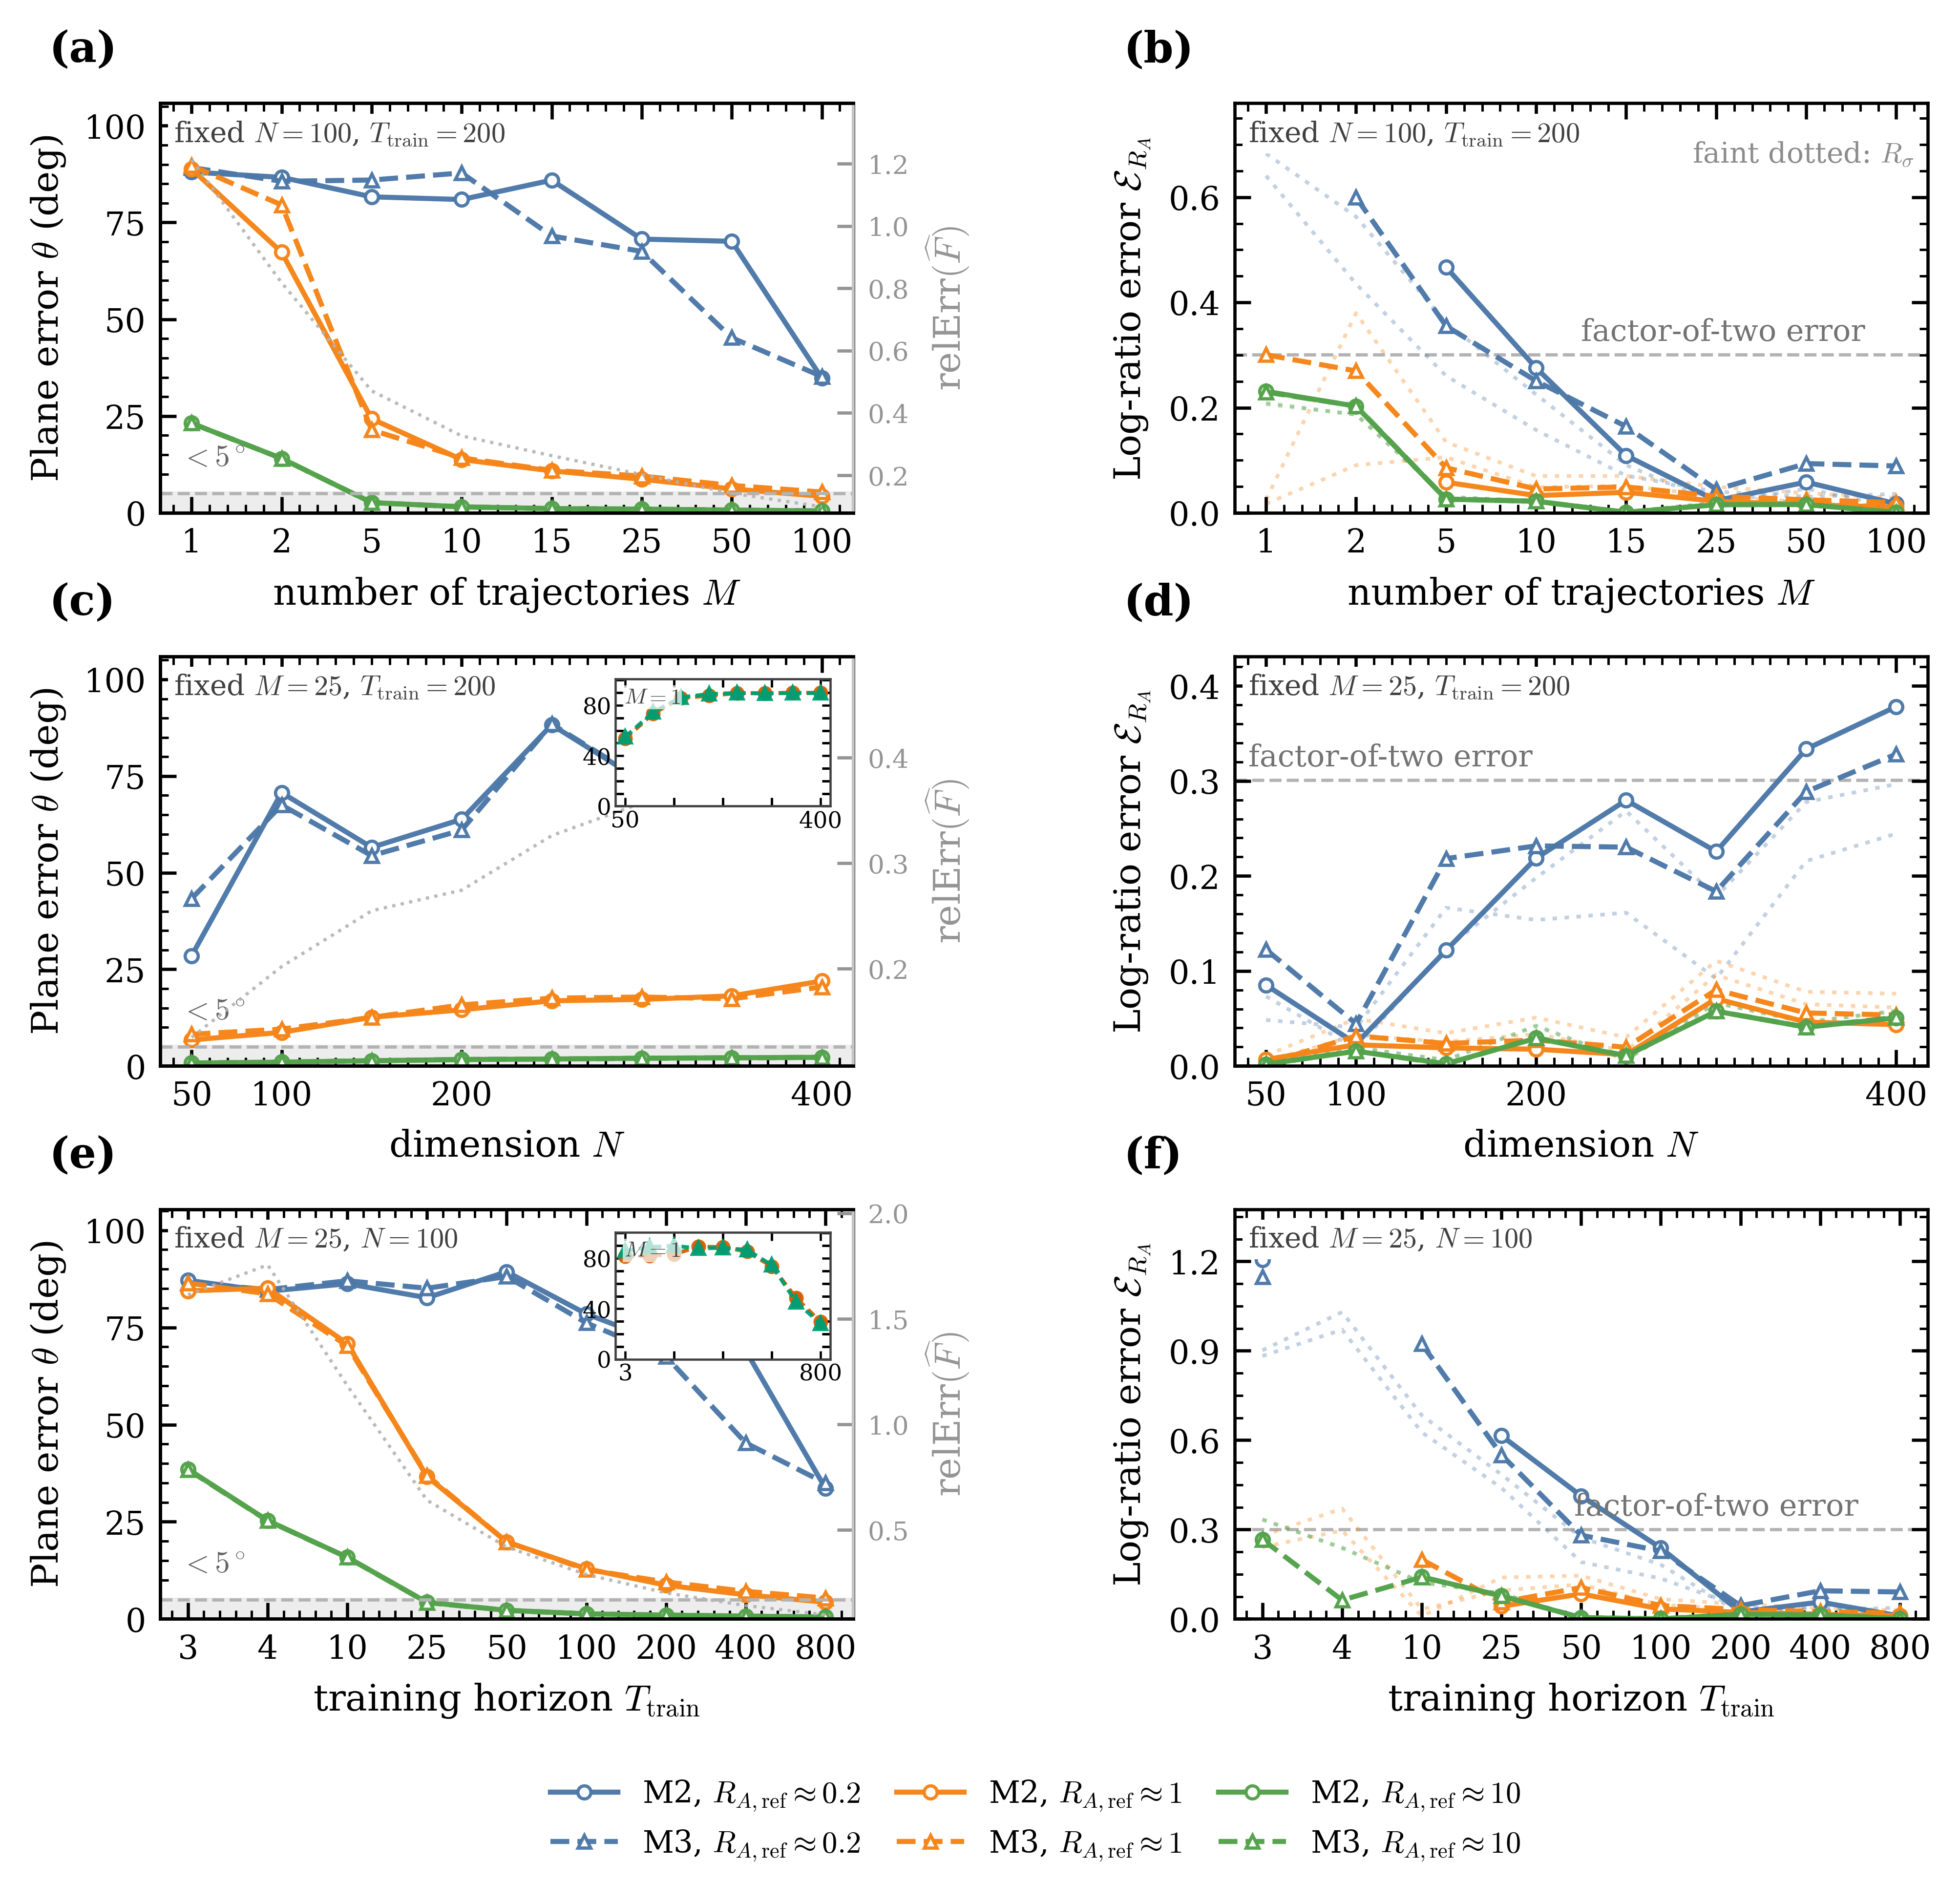 (a)
fixed N = 100, T_train = 200
Plane error θ (deg)
100
75
50
25
0
< 5°
1.2
1.0
0.8
0.6
0.4
0.2
relErr(F̂)
1 2 5 10 15 25 50 100
number of trajectories M
(b)
fixed N = 100, T_train = 200
faint dotted: R_σ
factor-of-two error
Log-ratio error ℰ_{R_A}
0.6
0.4
0.2
0.0
1 2 5 10 15 25 50 100
number of trajectories M
(c)
fixed M = 25, T_train = 200
Plane error θ (deg)
100
75
50
25
0
< 5°
M = 1
80
40
0
50 400
0.4
0.3
0.2
relErr(F̂)
50 100 200 400
dimension N
(d)
fixed M = 25, T_train = 200
factor-of-two error
Log-ratio error ℰ_{R_A}
0.4
0.3
0.2
0.1
0.0
50 100 200 400
dimension N
(e)
fixed M = 25, N = 100
Plane error θ (deg)
100
75
50
25
0
< 5°
M = 1
80
40
0
3 800
2.0
1.5
1.0
0.5
relErr(F̂)
3 4 10 25 50 100 200 400 800
training horizon T_train
(f)
fixed M = 25, N = 100
factor-of-two error
Log-ratio error ℰ_{R_A}
1.2
0.9
0.6
0.3
0.0
3 4 10 25 50 100 200 400 800
training horizon T_train
M2, R_{A, ref} ≈ 0.2 M2, R_{A, ref} ≈ 1 M2, R_{A, ref} ≈ 10
M3, R_{A, ref} ≈ 0.2 M3, R_{A, ref} ≈ 1 M3, R_{A, ref} ≈ 10